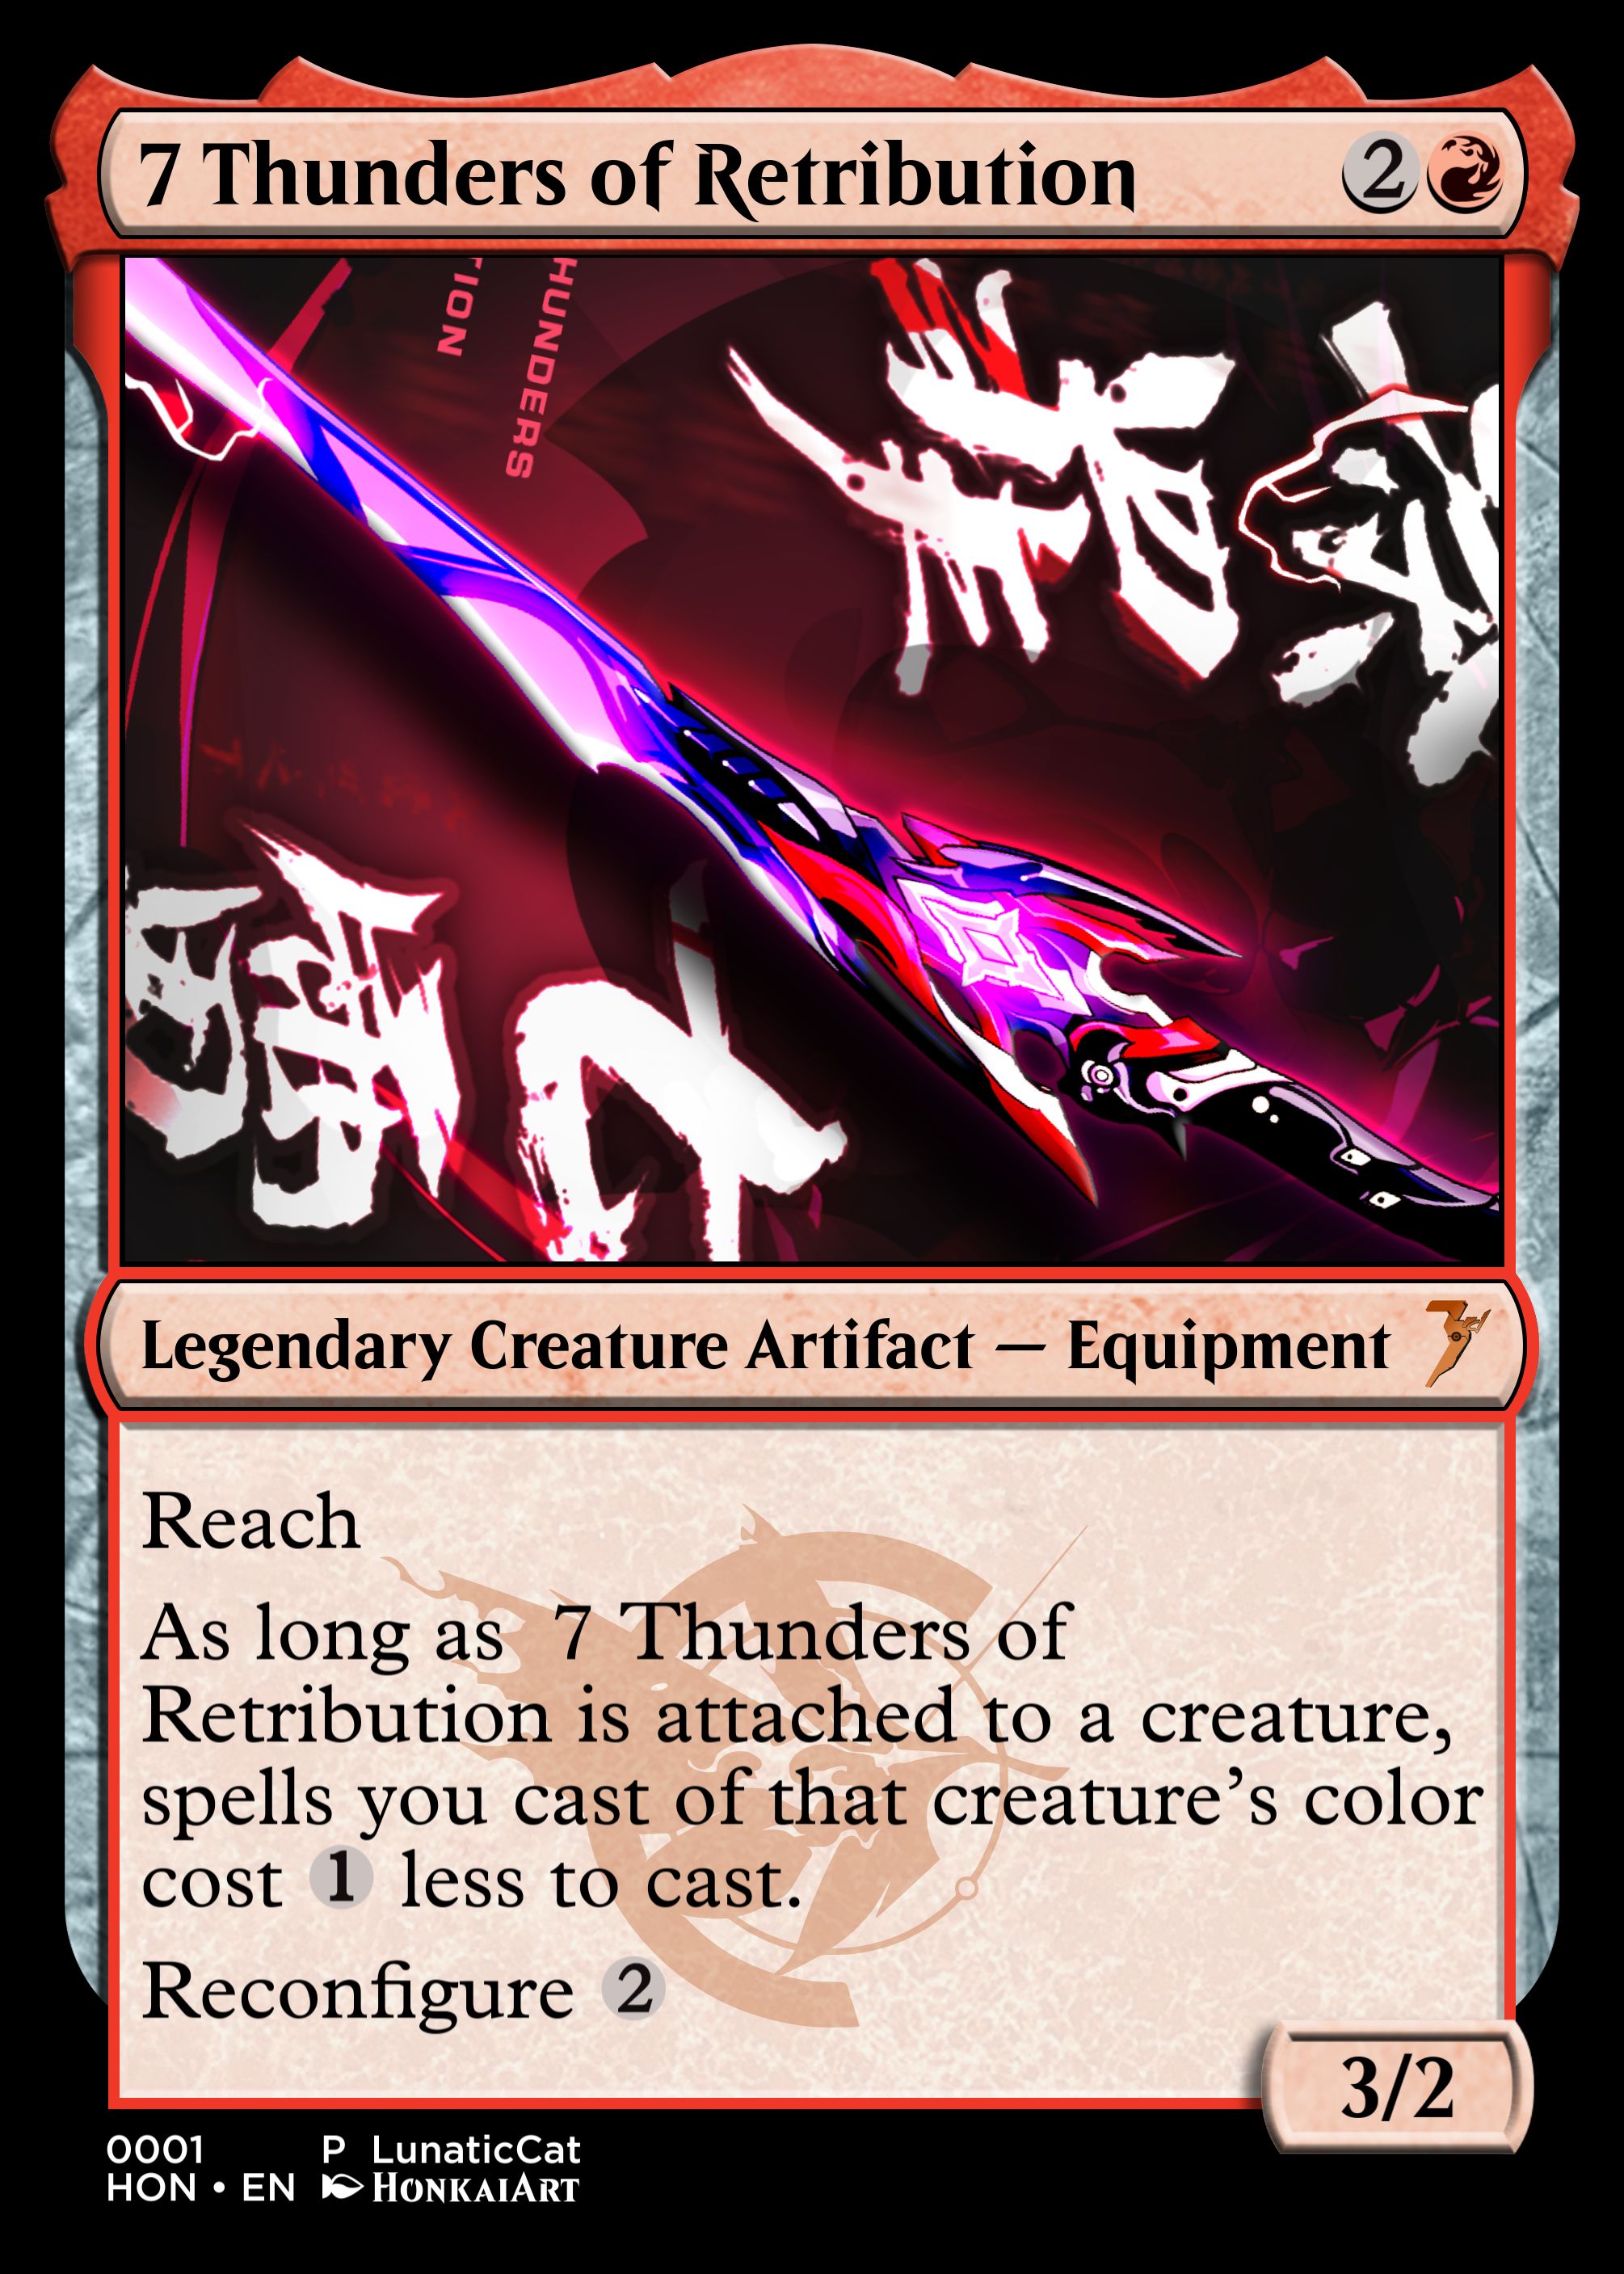 7 Thunders of Retribution 2
TION
HUNDERS
Legendary Creature Artifact — Equipment
Reach
As long as 7 Thunders of
Retribution is attached to a creature,
spells you cast of that creature’s color
cost 1 less to cast.
Reconfigure 2
3/2
0001 P LunaticCat
HON • EN HonkaiArt